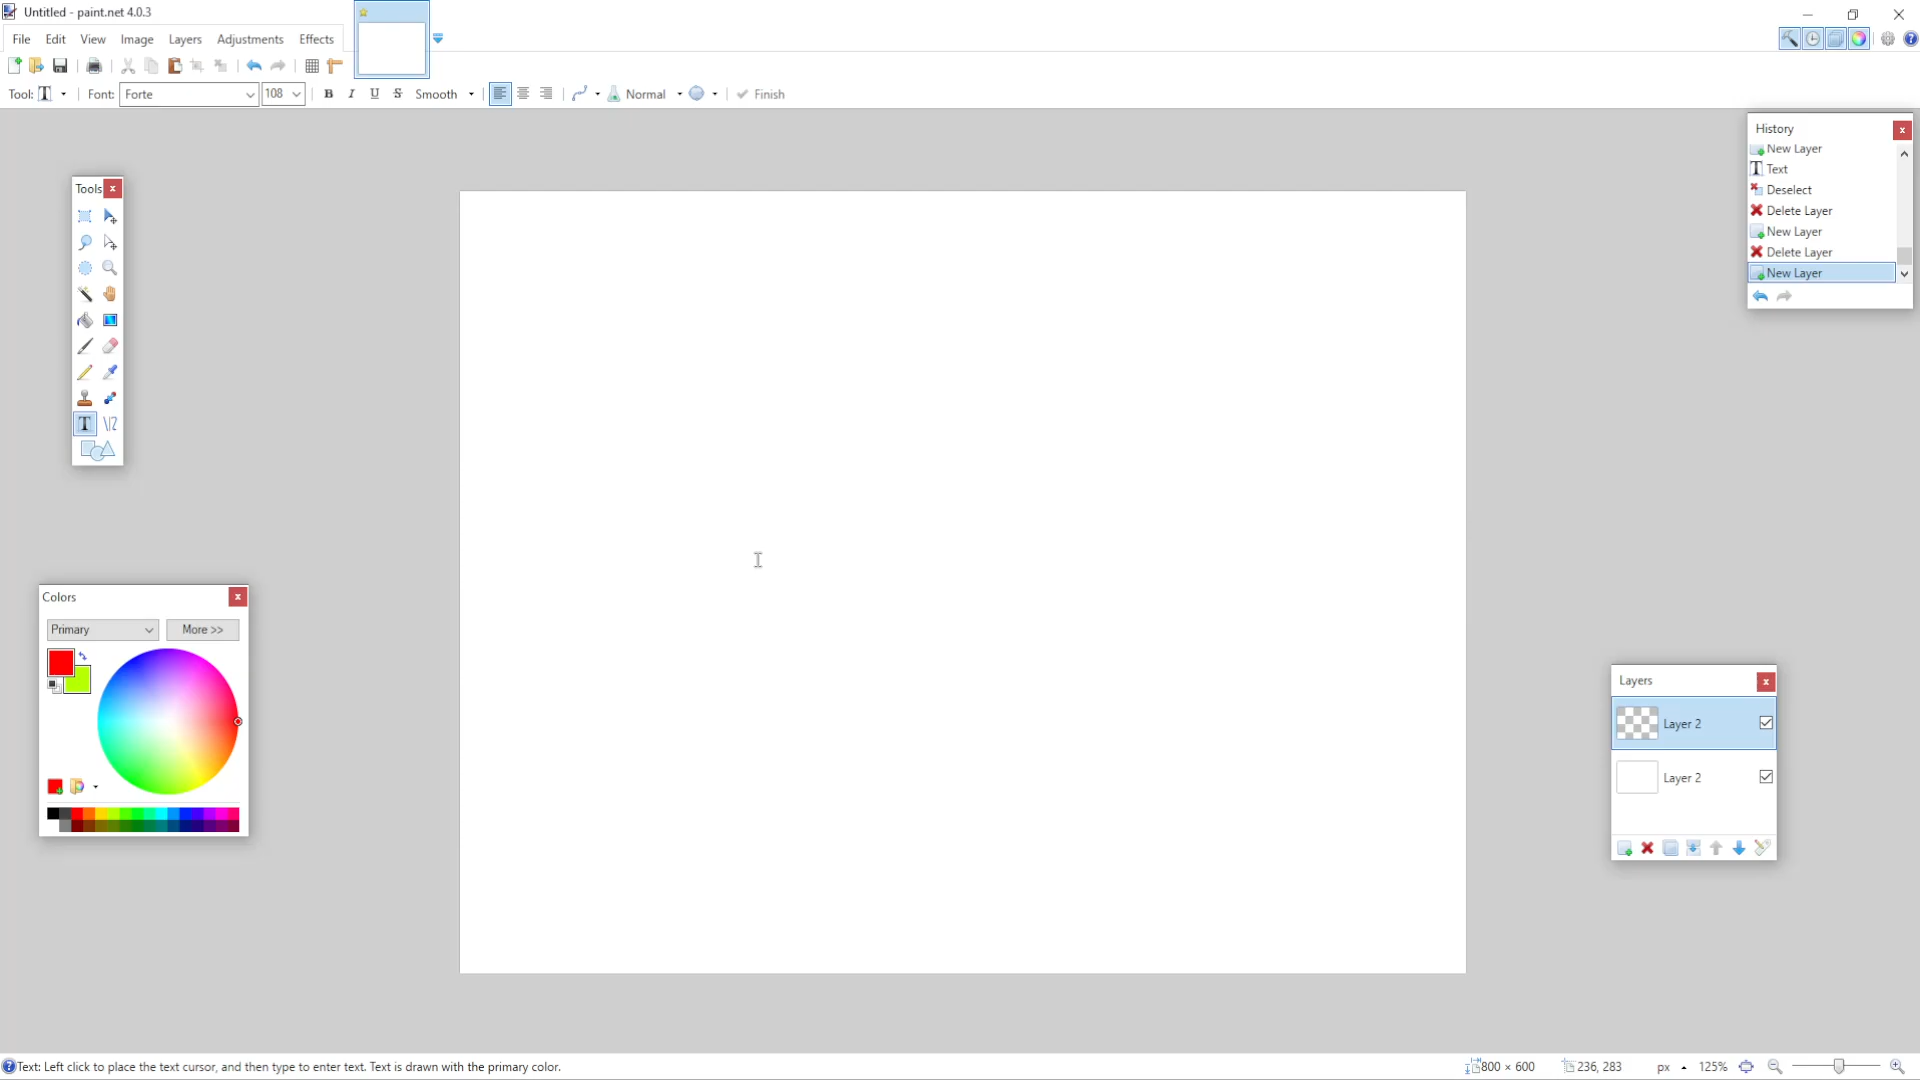 Untitled - paint.net 4.0.3
File Edit View Image Layers Adjustments Effects
Tool: T Font: Forte 108 B I U S Smooth Normal Finish
History
New Layer
Text
Deselect
Delete Layer
New Layer
Delete Layer
New Layer
Tools
Colors
Primary More >>
Layers
Layer 2
Layer 2
Text: Left click to place the text cursor, and then type to enter text. Text is drawn with the primary color.
800 × 600 236, 283 px 125%